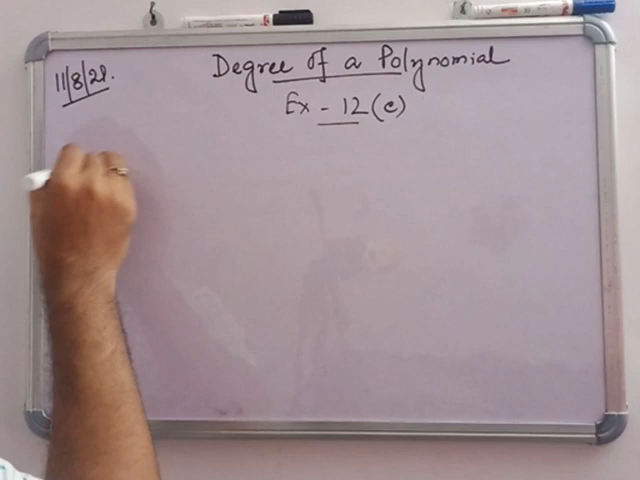 11/8/21.
Degree of a Polynomial
Ex - 12 (c)